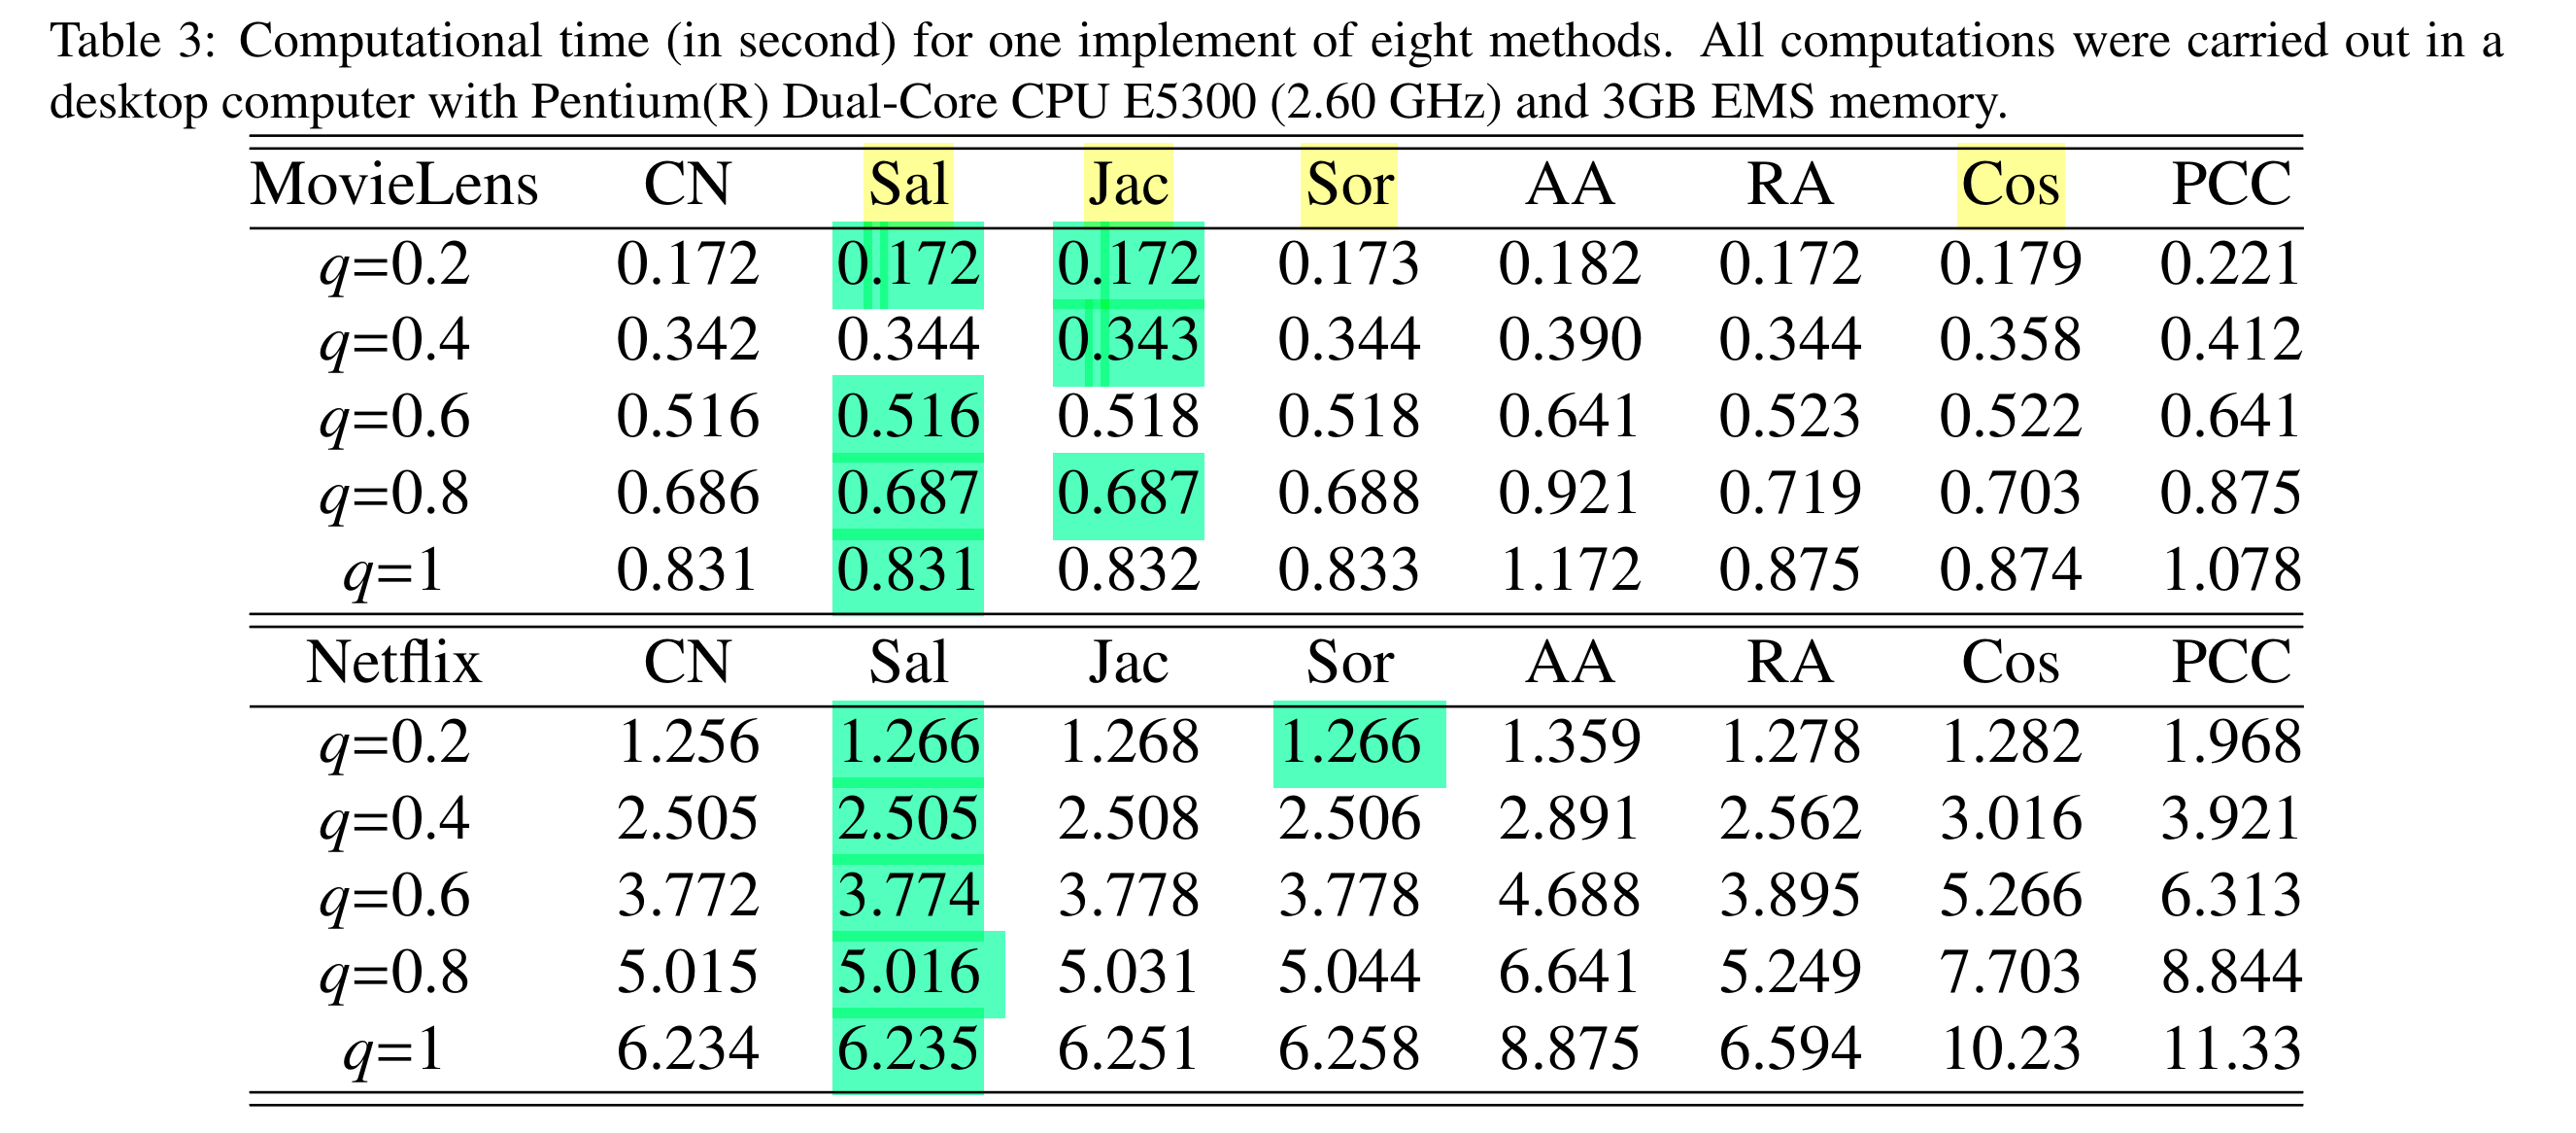 Table 3: Computational time (in second) for one implement of eight methods. All computations were carried out in a
desktop computer with Pentium(R) Dual-Core CPU E5300 (2.60 GHz) and 3GB EMS memory.
MovieLens CN Sal Jac Sor AA RA Cos PCC
q=0.2 0.172 0.172 0.172 0.173 0.182 0.172 0.179 0.221
q=0.4 0.342 0.344 0.343 0.344 0.390 0.344 0.358 0.412
q=0.6 0.516 0.516 0.518 0.518 0.641 0.523 0.522 0.641
q=0.8 0.686 0.687 0.687 0.688 0.921 0.719 0.703 0.875
q=1 0.831 0.831 0.832 0.833 1.172 0.875 0.874 1.078
Netflix CN Sal Jac Sor AA RA Cos PCC
q=0.2 1.256 1.266 1.268 1.266 1.359 1.278 1.282 1.968
q=0.4 2.505 2.505 2.508 2.506 2.891 2.562 3.016 3.921
q=0.6 3.772 3.774 3.778 3.778 4.688 3.895 5.266 6.313
q=0.8 5.015 5.016 5.031 5.044 6.641 5.249 7.703 8.844
q=1 6.234 6.235 6.251 6.258 8.875 6.594 10.23 11.33